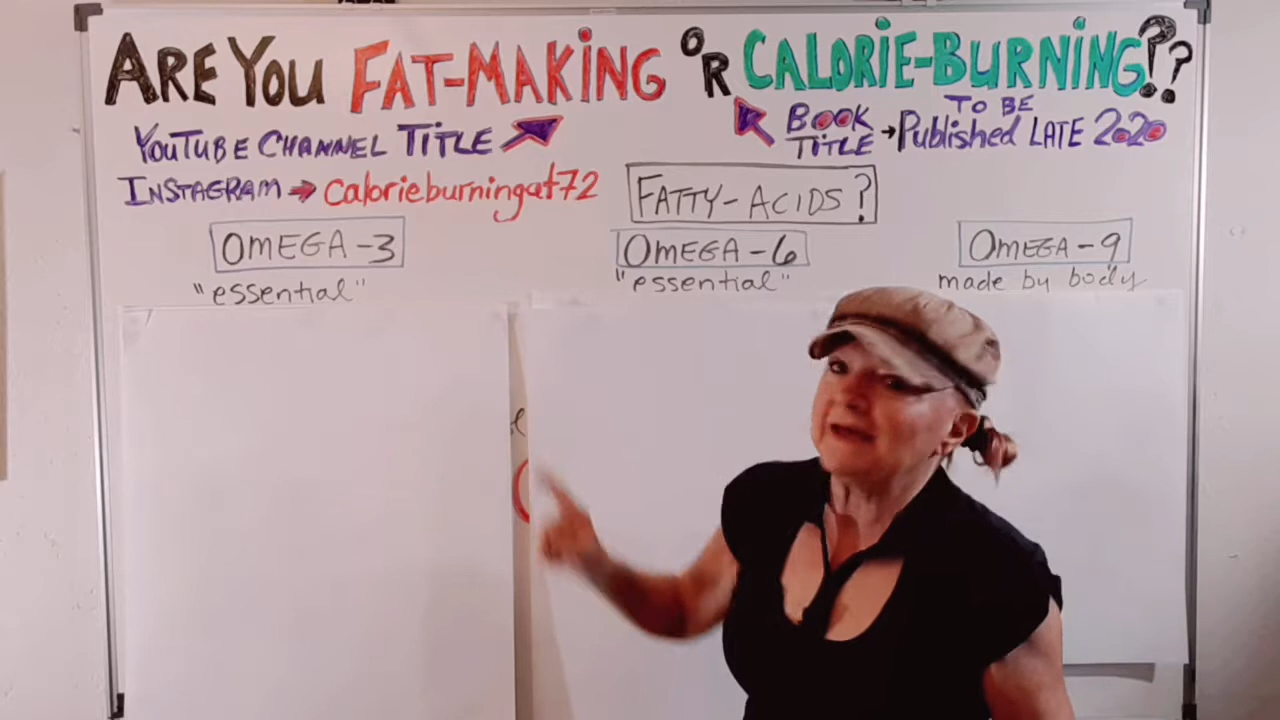 ARE YOU FAT-MAKING OR CALORIE-BURNING??
YOUTUBE CHANNEL TITLE
BOOK TITLE → TO BE Published LATE 2020
INSTAGRAM → calorieburningat72
FATTY-ACIDS?
OMEGA-3
"essential"
OMEGA-6
"essential"
OMEGA-9
made by body